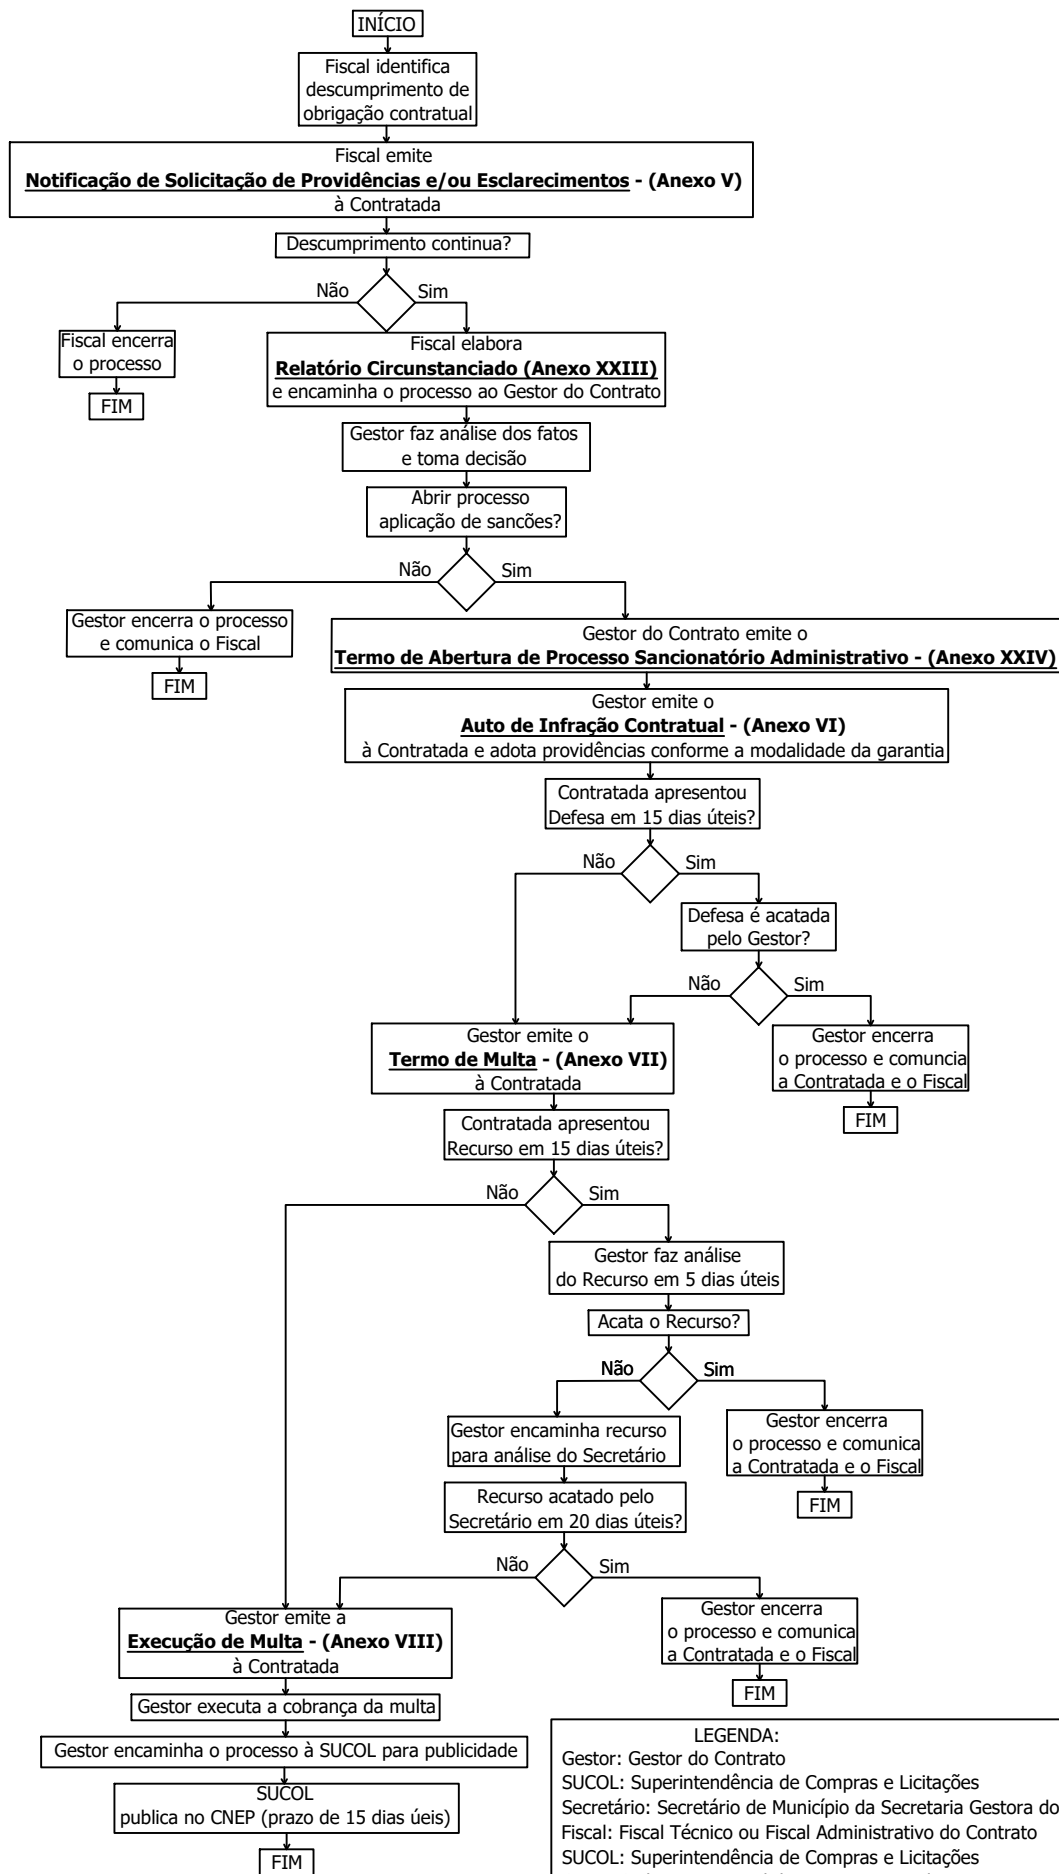 INÍCIO
Fiscal identifica
descumprimento de
obrigação contratual
Fiscal emite
Notificação de Solicitação de Providências e/ou Esclarecimentos - (Anexo V)
à Contratada
Descumprimento continua?
Não
Sim
Fiscal encerra
o processo
FIM
Fiscal elabora
Relatório Circunstanciado (Anexo XXIII)
e encaminha o processo ao Gestor do Contrato
Gestor faz análise dos fatos
e toma decisão
Abrir processo
aplicação de sancões?
Não
Sim
Gestor encerra o processo
e comunica o Fiscal
FIM
Gestor do Contrato emite o
Termo de Abertura de Processo Sancionatório Administrativo - (Anexo XXIV)
Gestor emite o
Auto de Infração Contratual - (Anexo VI)
à Contratada e adota providências conforme a modalidade da garantia
Contratada apresentou
Defesa em 15 dias úteis?
Não
Sim
Defesa é acatada
pelo Gestor?
Não
Sim
Gestor encerra
o processo e comuncia
a Contratada e o Fiscal
FIM
Gestor emite o
Termo de Multa - (Anexo VII)
à Contratada
Contratada apresentou
Recurso em 15 dias úteis?
Não
Sim
Gestor faz análise
do Recurso em 5 dias úteis
Acata o Recurso?
Não
Sim
Gestor encerra
o processo e comunica
a Contratada e o Fiscal
FIM
Gestor encaminha recurso
para análise do Secretário
Recurso acatado pelo
Secretário em 20 dias úteis?
Não
Sim
Gestor encerra
o processo e comunica
a Contratada e o Fiscal
FIM
Gestor emite a
Execução de Multa - (Anexo VIII)
à Contratada
Gestor executa a cobrança da multa
Gestor encaminha o processo à SUCOL para publicidade
SUCOL
publica no CNEP (prazo de 15 dias úeis)
FIM
LEGENDA:
Gestor: Gestor do Contrato
SUCOL: Superintendência de Compras e Licitações
Secretário: Secretário de Município da Secretaria Gestora do
Fiscal: Fiscal Técnico ou Fiscal Administrativo do Contrato
SUCOL: Superintendência de Compras e Licitações